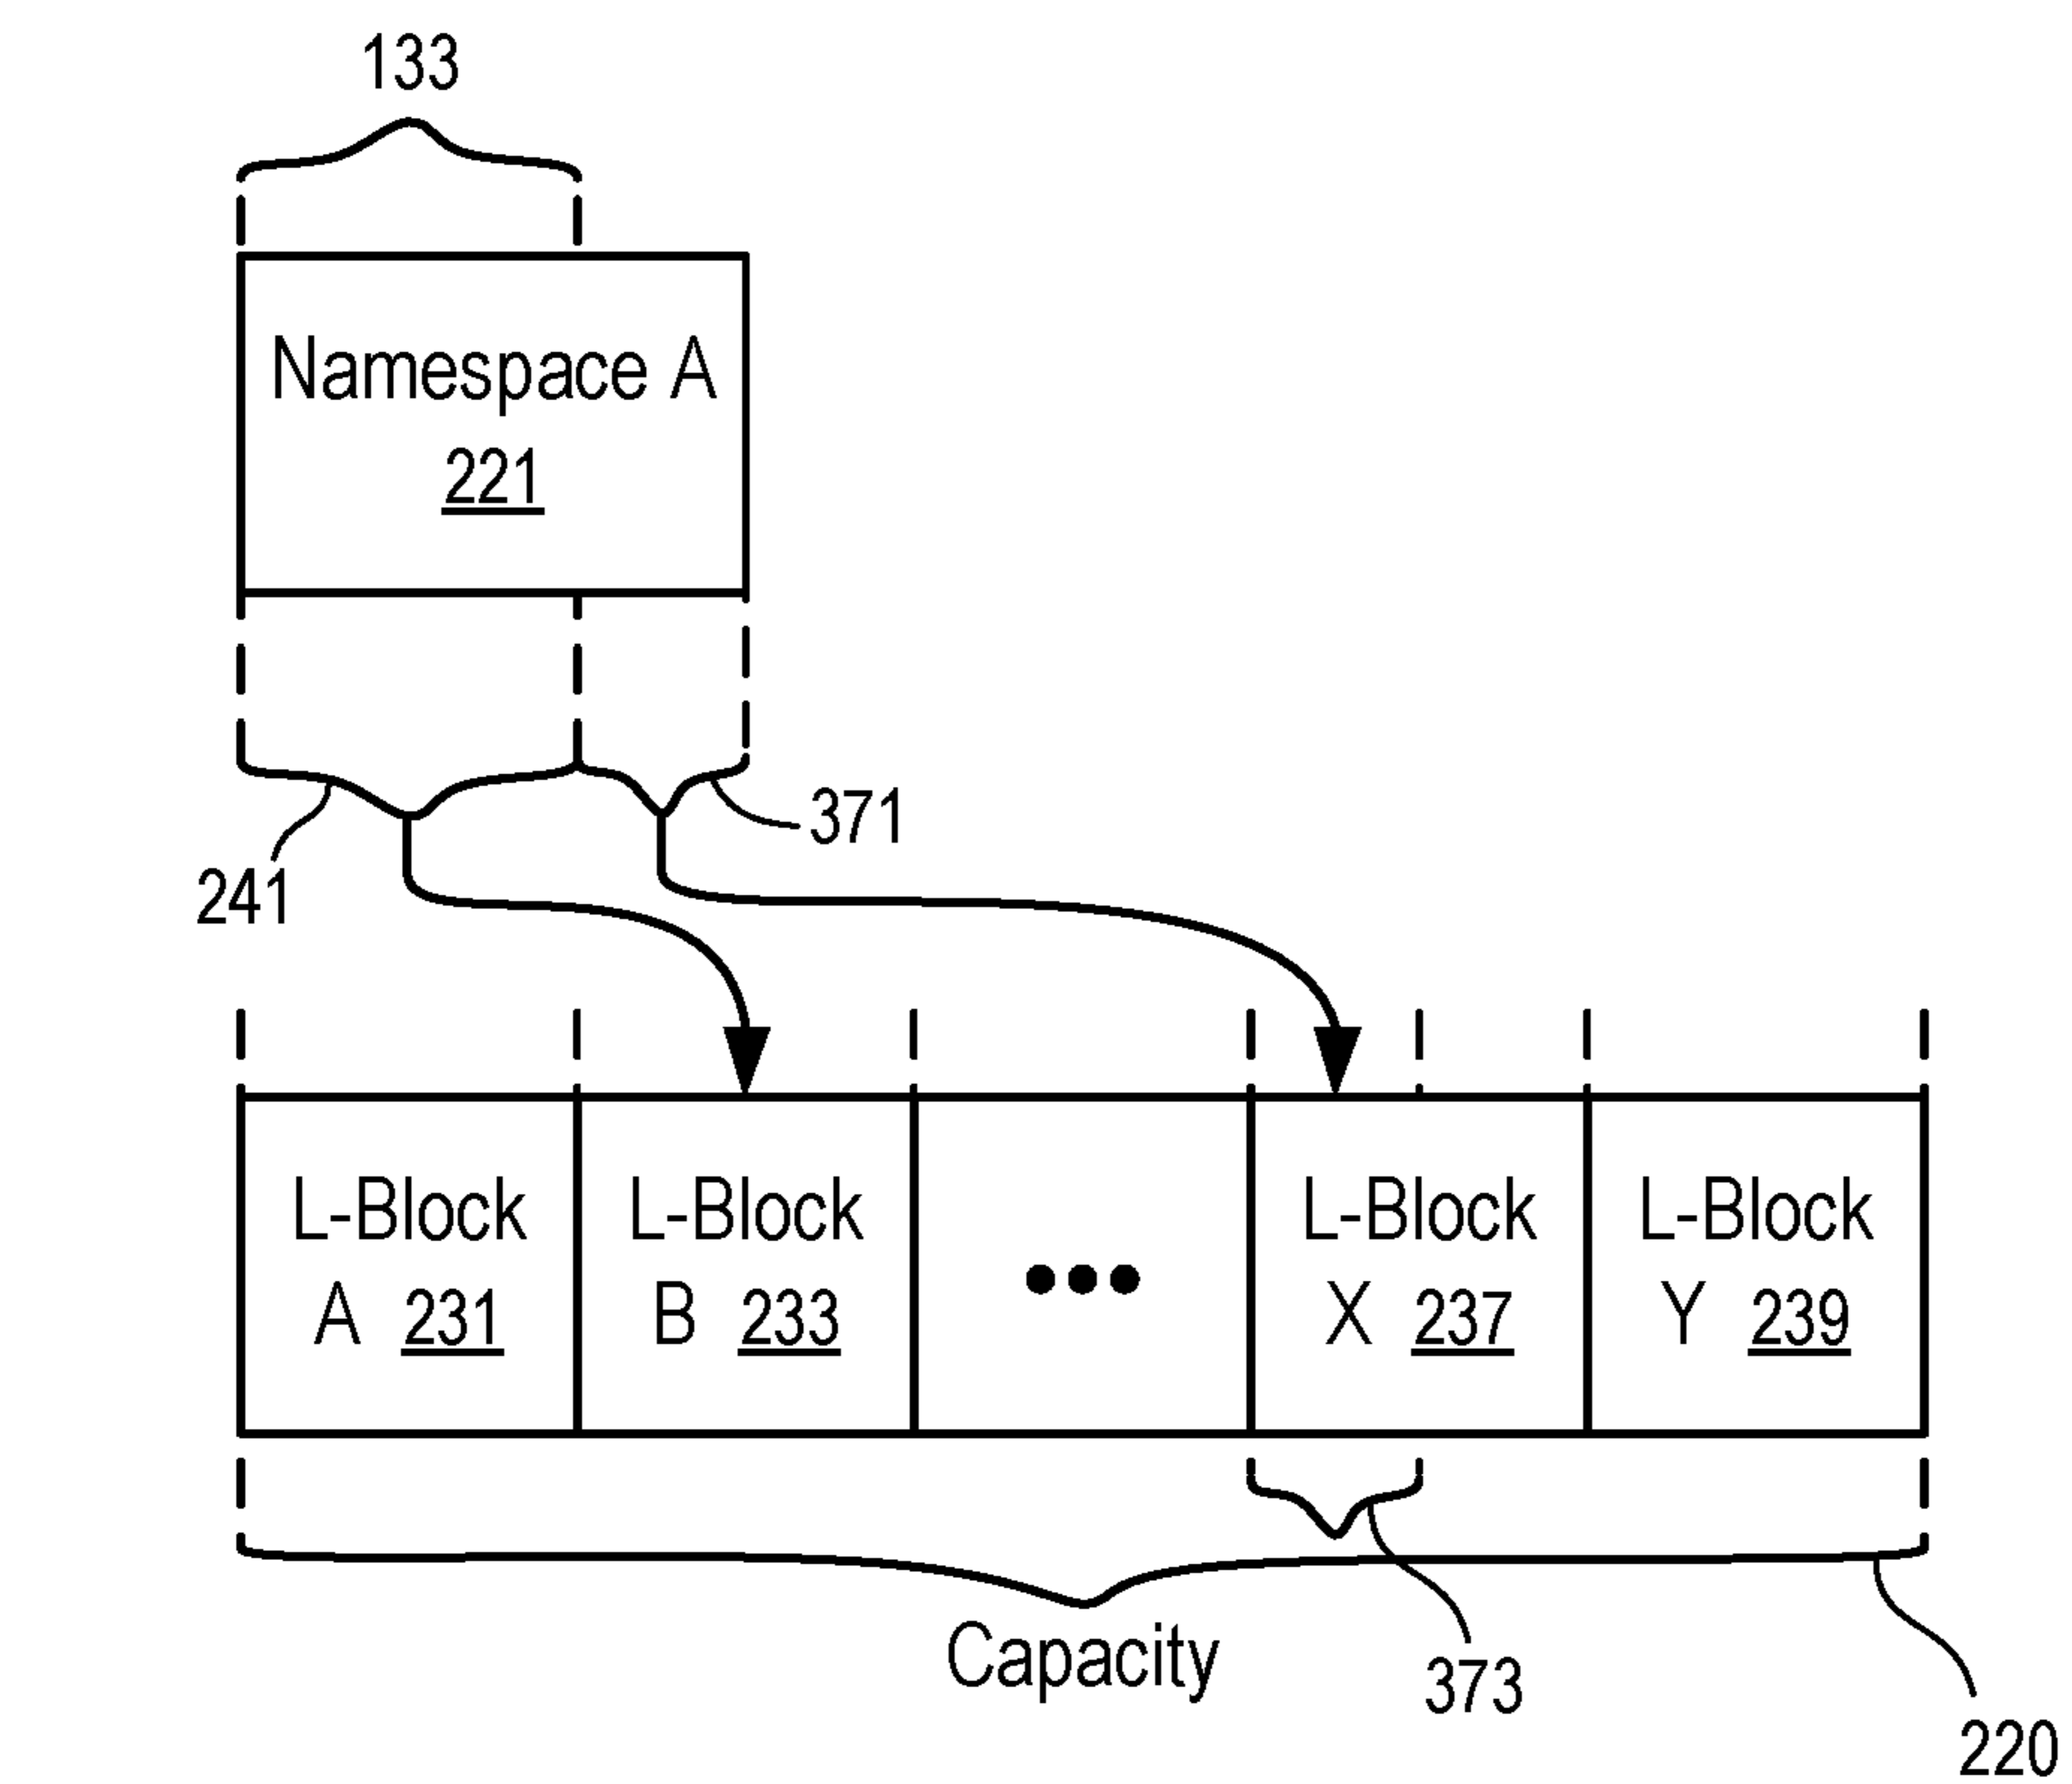 133
Namespace A
221
371
241
L-Block
A 231
L-Block
B 233
●●●
L-Block
X 237
L-Block
Y 239
Capacity
373
220